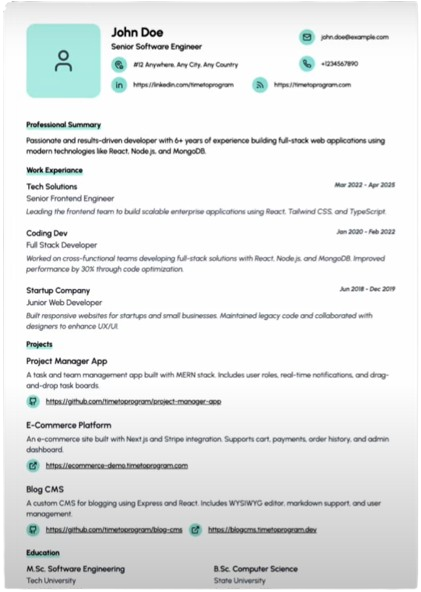 John Doe
Senior Software Engineer
#12 Anywhere, Any City, Any Country
https://linkedin.com/timetoprogram
https://timetoprogram.com
john.doe@example.com
+1234567890
Professional Summary
Passionate and results-driven developer with 6+ years of experience building full-stack web applications using
modern technologies like React, Node.js, and MongoDB.
Work Experience
Tech Solutions
Mar 2022 - Apr 2025
Senior Frontend Engineer
Leading the frontend team to build scalable enterprise applications using React, Tailwind CSS, and TypeScript.
Coding Dev
Jan 2020 - Feb 2022
Full Stack Developer
Worked on cross-functional teams developing full-stack solutions with React, Node.js, and MongoDB. Improved
performance by 30% through code optimization.
Startup Company
Jun 2018 - Dec 2019
Junior Web Developer
Built responsive websites for startups and small businesses. Maintained legacy code and collaborated with
designers to enhance UX/UI.
Projects
Project Manager App
A task and team management app built with MERN stack. Includes user roles, real-time notifications, and drag-
and-drop task boards.
https://github.com/timetoprogram/project-manager-app
E-Commerce Platform
An e-commerce site built with Next.js and Stripe integration. Supports cart, payments, order history, and admin
dashboard.
https://ecommerce-demo.timetoprogram.com
Blog CMS
A custom CMS for blogging using Express and React. Includes WYSIWYG editor, markdown support, and user
management.
https://github.com/timetoprogram/blog-cms
https://blogcms.timetoprogram.dev
Education
M.Sc. Software Engineering
B.Sc. Computer Science
Tech University
State University